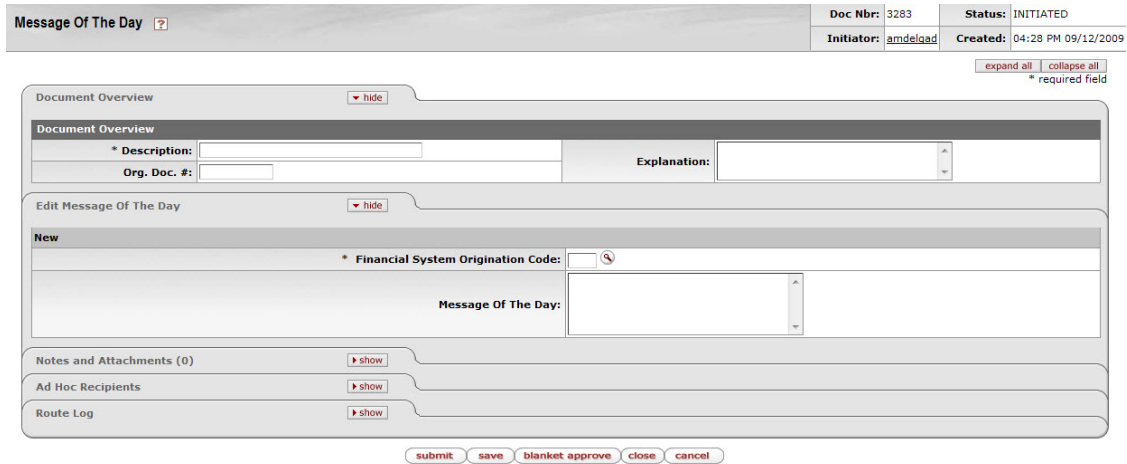 Message Of The Day ?
Doc Nbr: 3283 Status: INITIATED
Initiator: amdelgad Created: 04:28 PM 09/12/2009
expand all collapse all
* required field
Document Overview hide
Document Overview
* Description: Explanation:
Org. Doc. #:
Edit Message Of The Day hide
New
* Financial System Origination Code:
Message Of The Day:
Notes and Attachments (0) show
Ad Hoc Recipients show
Route Log show
submit save blanket approve close cancel